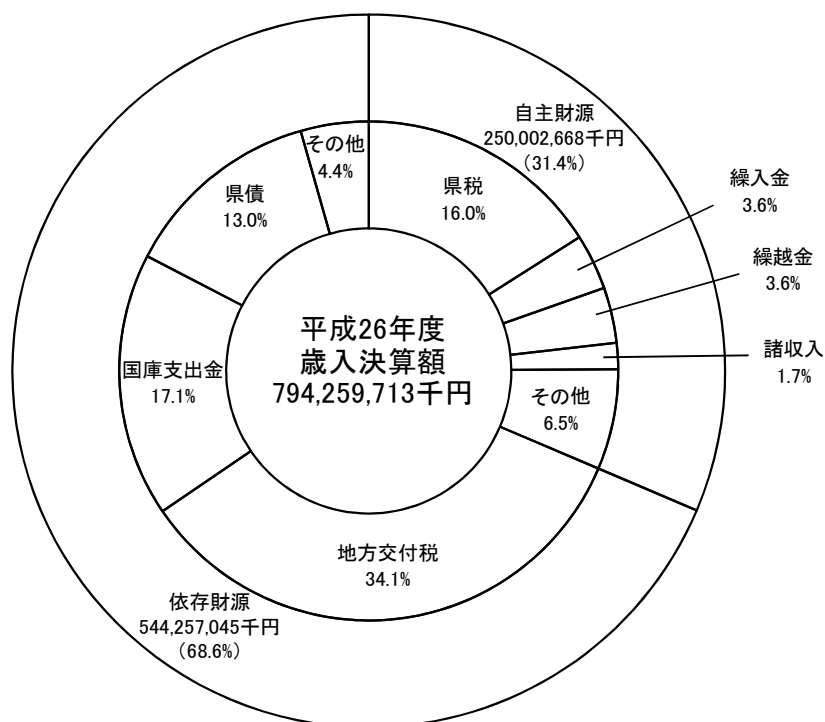 自主財源
250,002,668千円
（31.4%）
その他
4.4%
県税
16.0%
県債
13.0%
繰入金
3.6%
繰越金
3.6%
諸収入
1.7%
平成26年度
歳入決算額
794,259,713千円
国庫支出金
17.1%
その他
6.5%
地方交付税
34.1%
依存財源
544,257,045千円
（68.6%）